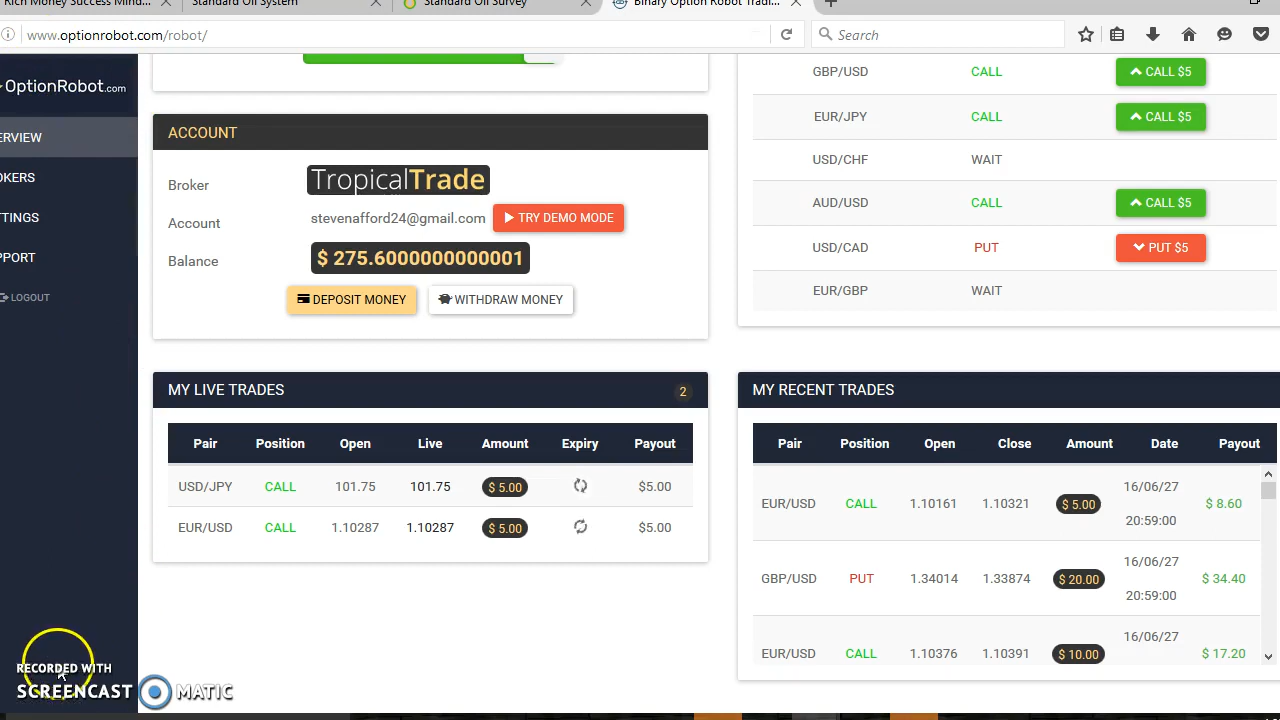 Rich Money Success Mind...
Standard Oil System
Standard Oil Survey
Binary Option Robot Tradi...
www.optionrobot.com/robot/
Search
OptionRobot.com
ERVIEW
OKERS
TTINGS
PPORT
LOGOUT
ACCOUNT
Broker
TropicalTrade
Account
stevenafford24@gmail.com
TRY DEMO MODE
Balance
$ 275.6000000000001
DEPOSIT MONEY
WITHDRAW MONEY
GBP/USD CALL CALL $5
EUR/JPY CALL CALL $5
USD/CHF WAIT
AUD/USD CALL CALL $5
USD/CAD PUT PUT $5
EUR/GBP WAIT
MY LIVE TRADES 2
Pair Position Open Live Amount Expiry Payout
USD/JPY CALL 101.75 101.75 $ 5.00 $5.00
EUR/USD CALL 1.10287 1.10287 $ 5.00 $5.00
MY RECENT TRADES
Pair Position Open Close Amount Date Payout
EUR/USD CALL 1.10161 1.10321 $ 5.00 16/06/27 20:59:00 $ 8.60
GBP/USD PUT 1.34014 1.33874 $ 20.00 16/06/27 20:59:00 $ 34.40
EUR/USD CALL 1.10376 1.10391 $ 10.00 16/06/27 $ 17.20
RECORDED WITH
SCREENCAST MATIC